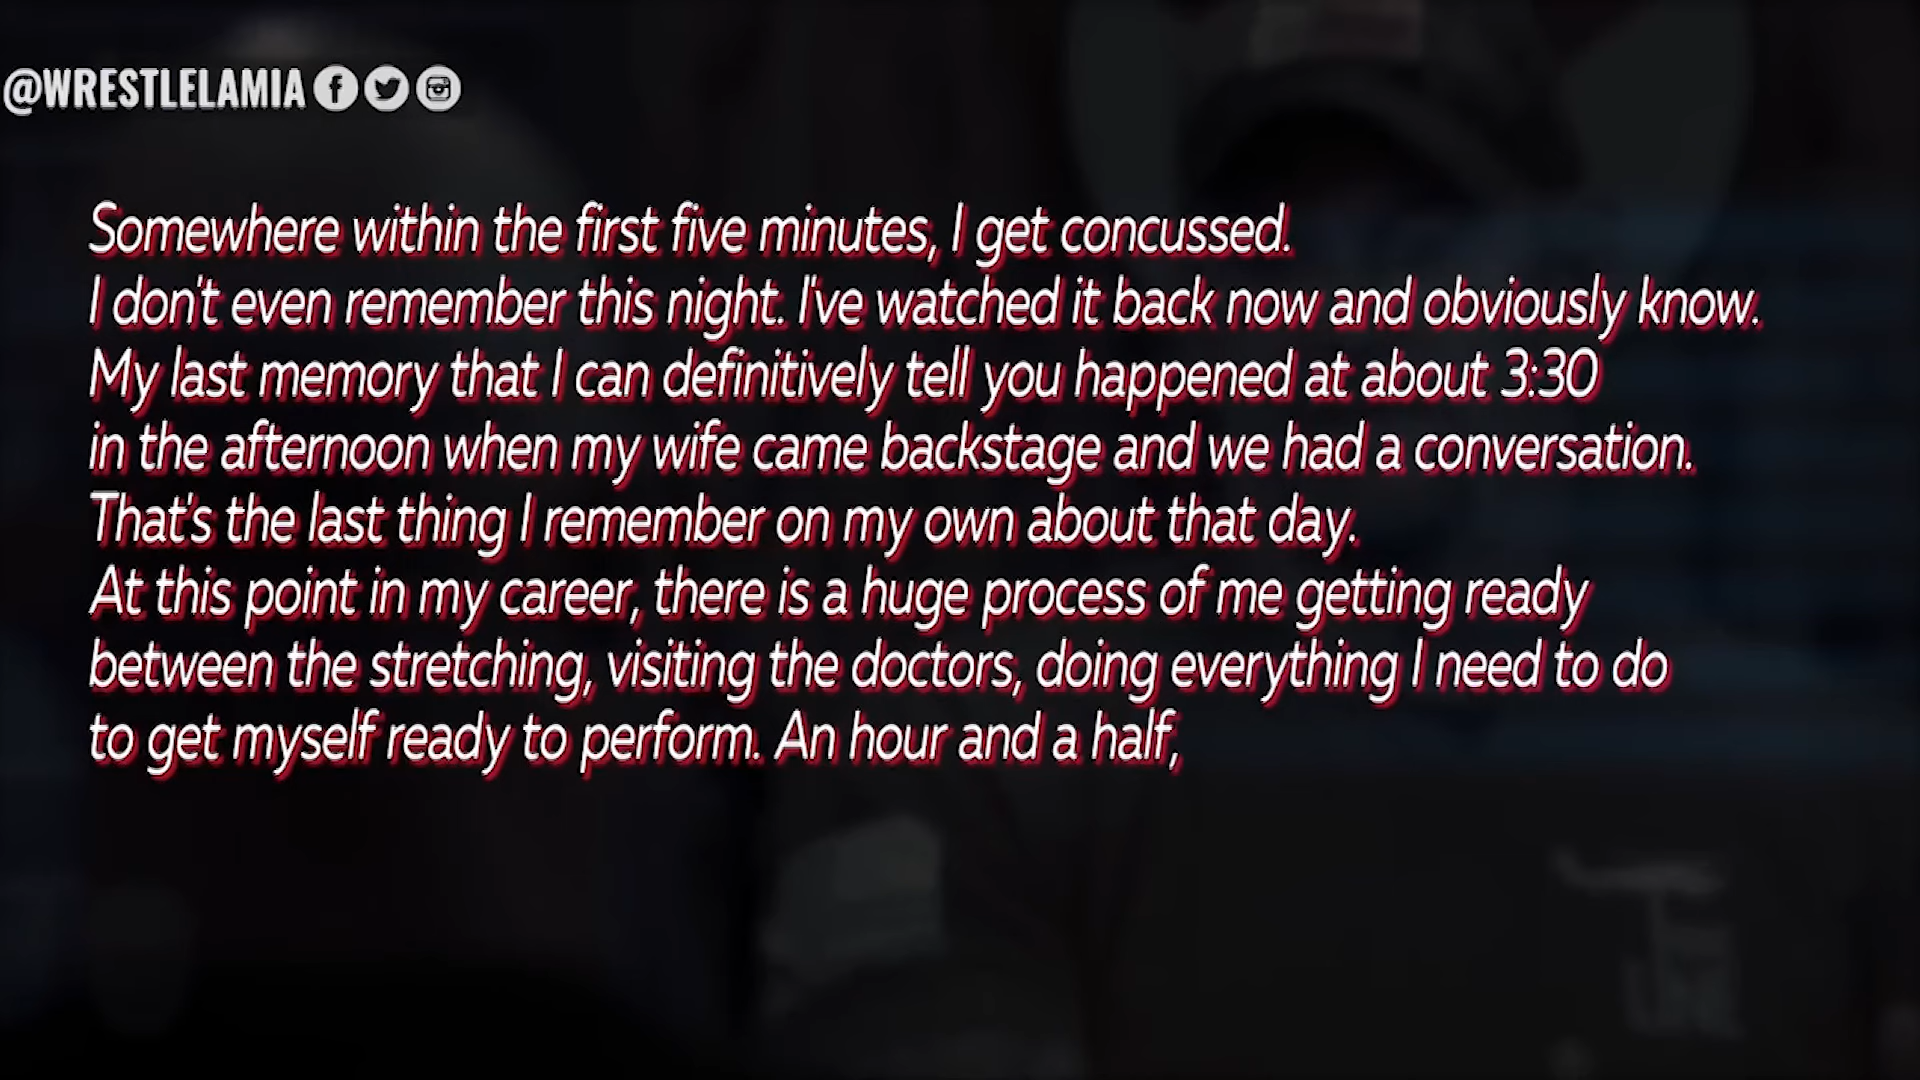 @WRESTLELAMIA
Somewhere within the first five minutes, I get concussed.
I don't even remember this night. I've watched it back now and obviously know.
My last memory that I can definitively tell you happened at about 3:30
in the afternoon when my wife came backstage and we had a conversation.
That's the last thing I remember on my own about that day.
At this point in my career, there is a huge process of me getting ready
between the stretching, visiting the doctors, doing everything I need to do
to get myself ready to perform. An hour and a half,